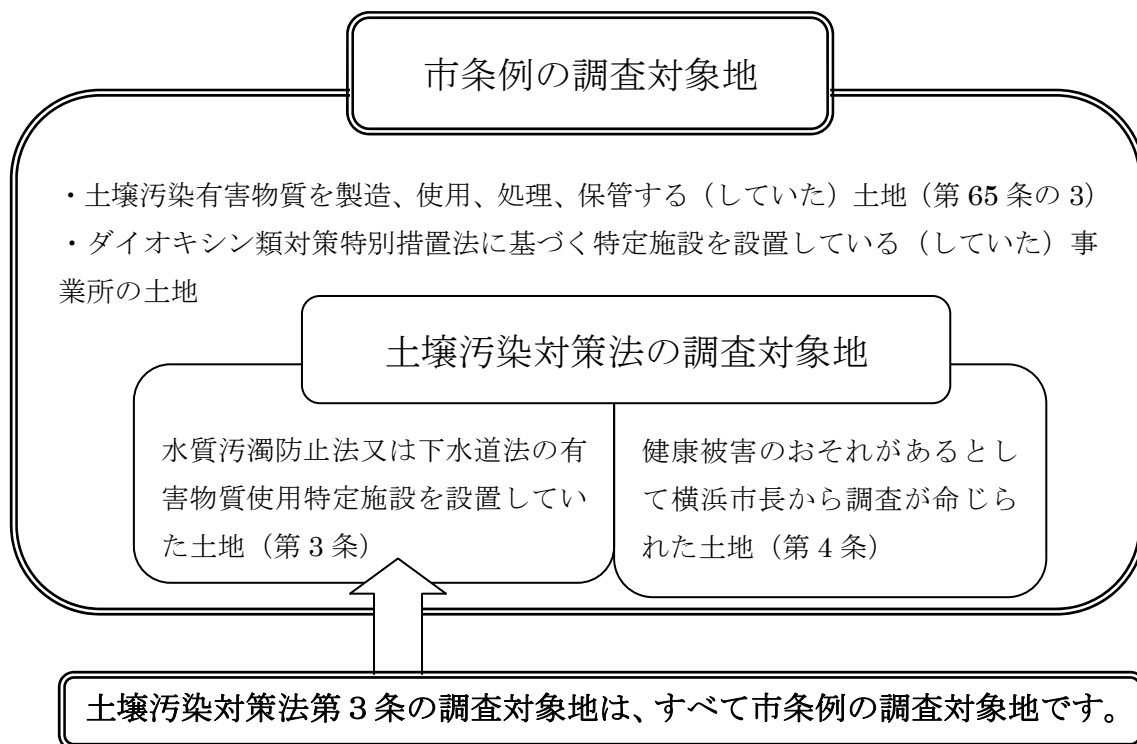 市条例の調査対象地
・土壌汚染有害物質を製造、使用、処理、保管する（していた）土地（第 65 条の 3）
・ダイオキシン類対策特別措置法に基づく特定施設を設置している（していた）事
業所の土地
土壌汚染対策法の調査対象地
水質汚濁防止法又は下水道法の有
害物質使用特定施設を設置してい
た土地（第 3 条）
健康被害のおそれがあるとし
て横浜市長から調査が命じら
れた土地（第 4 条）
土壌汚染対策法第３条の調査対象地は、すべて市条例の調査対象地です。